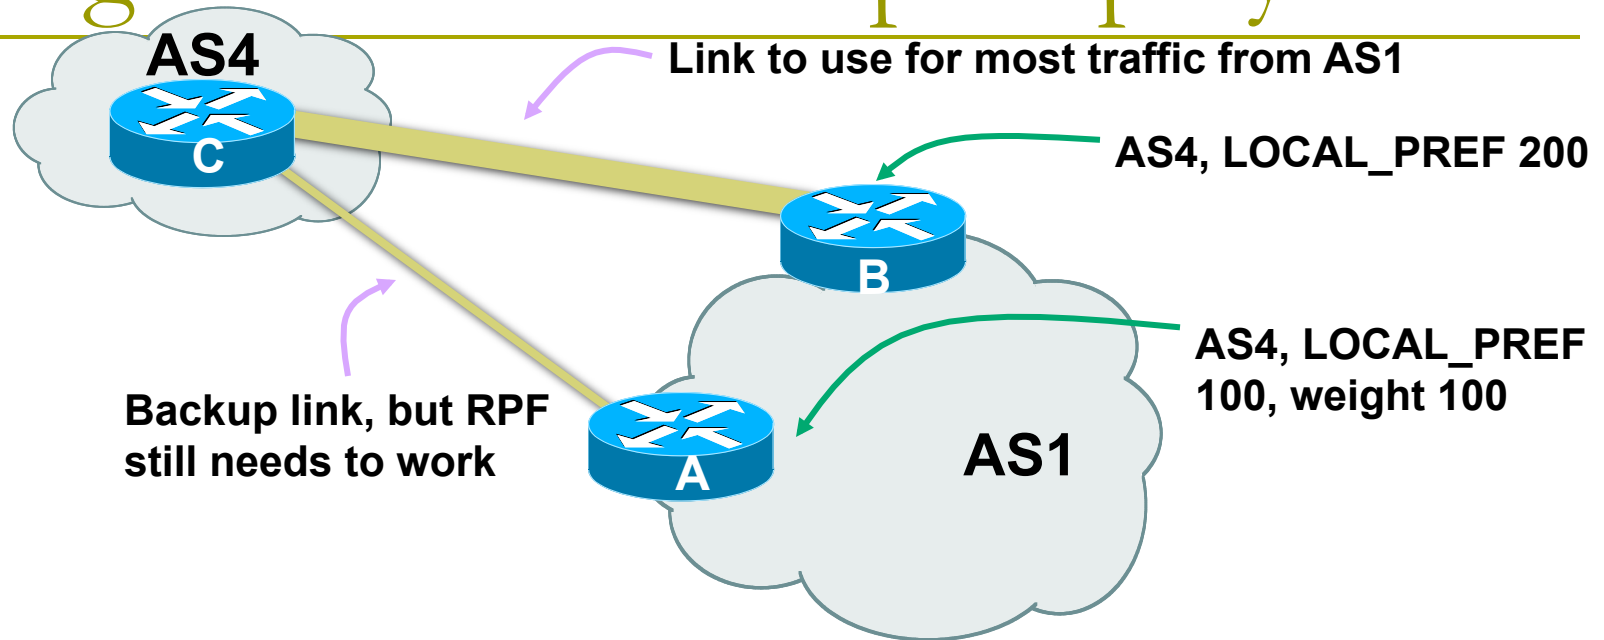 AS4
Link to use for most traffic from AS1
C
AS4, LOCAL_PREF 200
B
AS4, LOCAL_PREF
100, weight 100
Backup link, but RPF
still needs to work
A
AS1